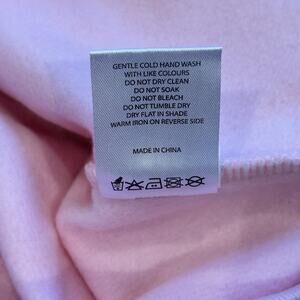 GENTLE COLD HAND WASH
WITH LIKE COLOURS
DO NOT DRY CLEAN
DO NOT SOAK
DO NOT BLEACH
DO NOT TUMBLE DRY
DRY FLAT IN SHADE
WARM IRON ON REVERSE SIDE
MADE IN CHINA